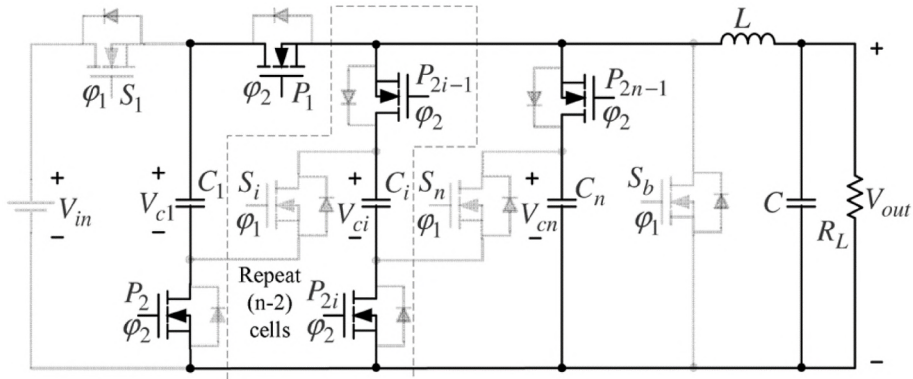 L
φ1 S1
φ2 P1
P2i−1
φ2
P2n−1
φ2
+
+
Vin
−
+
Vc1
−
C1
Si
φ1
+
Vci
−
Ci
Sn
φ1
+
Vcn
−
Cn
Sb
φ1
C
RL
Vout
−
P2
φ2
Repeat
(n-2)
cells
P2i
φ2